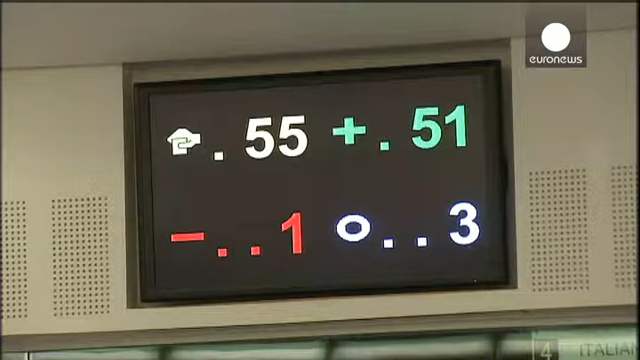 euronews
. 55 + . 51
- . . 1 O . . 3
4 ITALIA